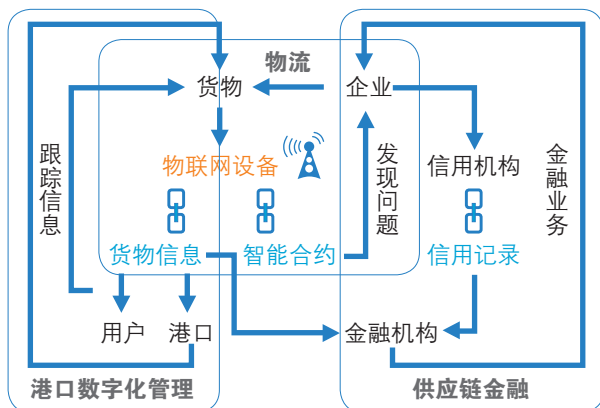 物流
货物
企业
物联网设备
跟踪信息
发现问题
信用机构
金融业务
货物信息
智能合约
信用记录
用户
港口
金融机构
港口数字化管理
供应链金融